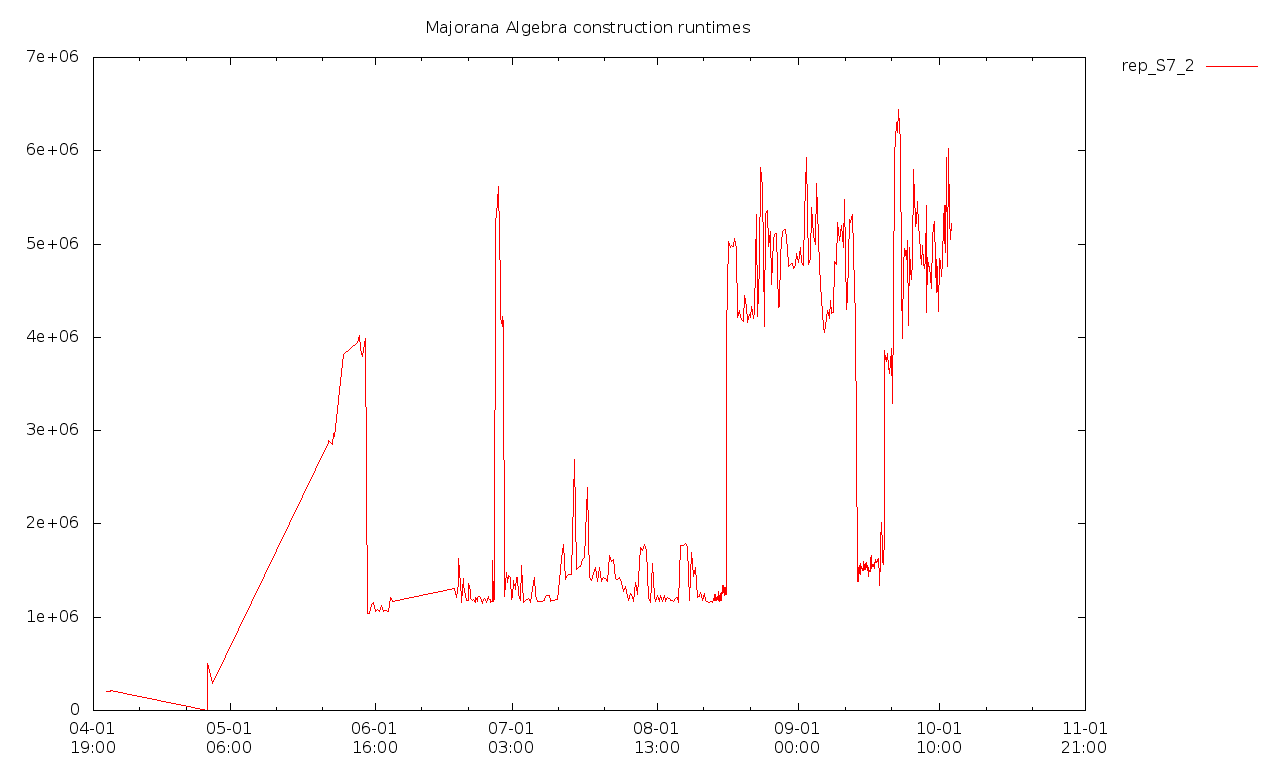 Majorana Algebra construction runtimes
rep_S7_2
7e+06
6e+06
5e+06
4e+06
3e+06
2e+06
1e+06
0
04-01 05-01 06-01 07-01 08-01 09-01 10-01 11-01
19:00 06:00 16:00 03:00 13:00 00:00 10:00 21:00